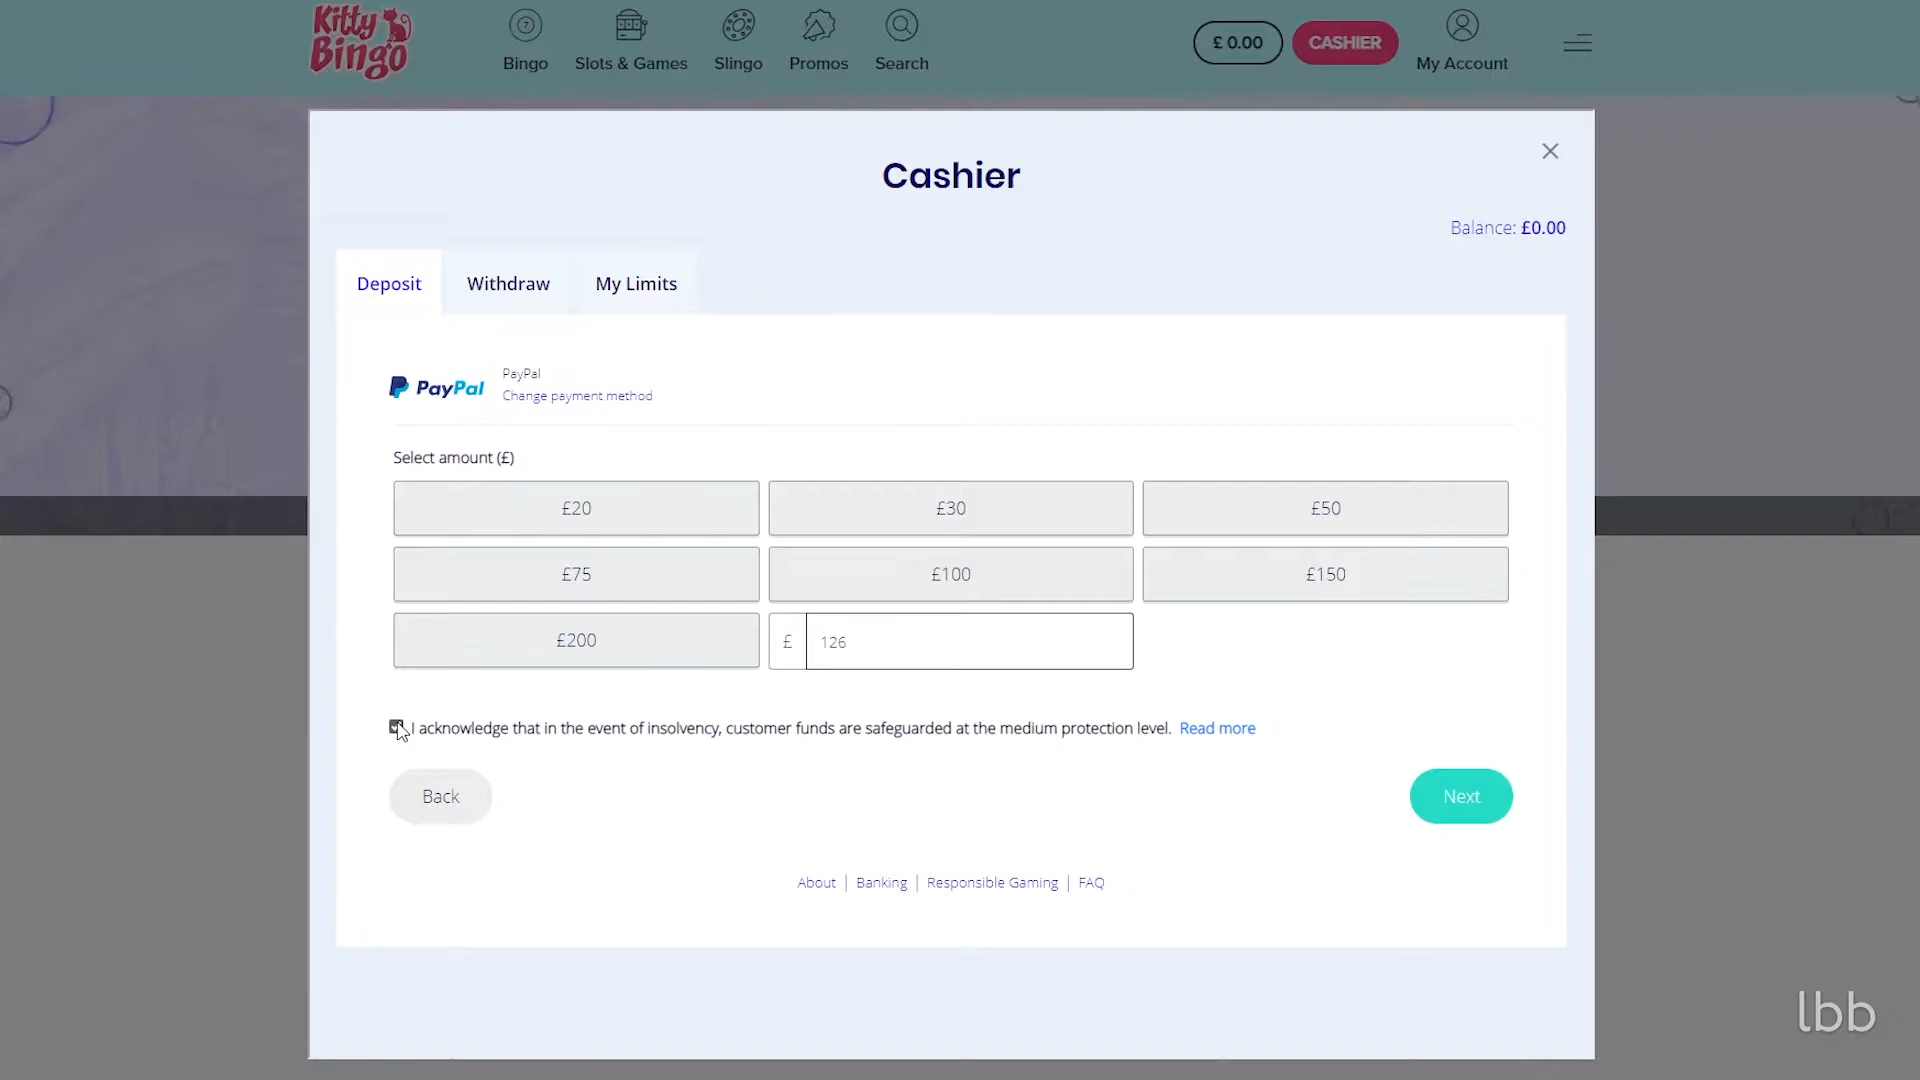 Kitty
Bingo
Bingo
Slots & Games
Slingo
Promos
Search
£ 0.00
CASHIER
My Account
Cashier
Balance: £0.00
Deposit
Withdraw
My Limits
PayPal
PayPal
Change payment method
Select amount (£)
£20
£30
£50
£75
£100
£150
£200
£ 126
I acknowledge that in the event of insolvency, customer funds are safeguarded at the medium protection level. Read more
Back
Next
About | Banking | Responsible Gaming | FAQ
lbb